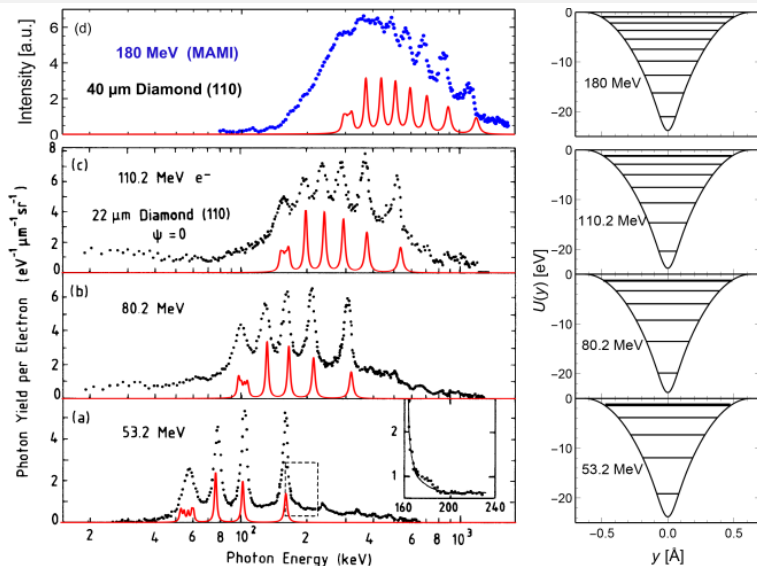 (d)
180 MeV (MAMI)
40 μm Diamond (110)
Intensity [a.u.]
6
4
2
0
(c)
110.2 MeV e⁻
22 μm Diamond (110)
ψ = 0
8
6
4
2
0
(b)
80.2 MeV
6
4
2
0
(a)
53.2 MeV
6
4
2
0
1
160 200 240
2 4 6 8 10² 2 4 6 8 10³
Photon Energy (keV)
Photon Yield per Electron (eV⁻¹ μm⁻¹ sr⁻¹)
0
-10
-20
180 MeV
0
-10
-20
110.2 MeV
0
-10
-20
80.2 MeV
0
-10
-20
53.2 MeV
U(y) [eV]
-0.5 0.0 0.5
y [Å]